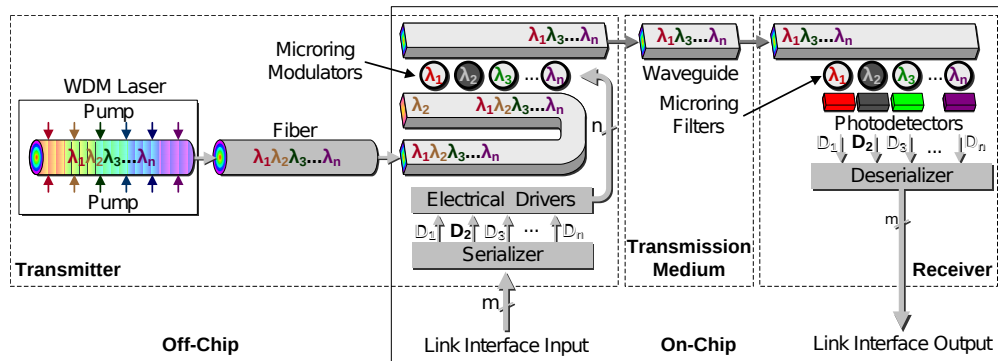 WDM Laser
Pump
λ1λ2λ3...λn
Pump
Fiber
λ1λ2λ3...λn
Transmitter
Off-Chip
Microring
Modulators
λ1λ3...λn
λ1 λ2 λ3 ... λn
λ2 λ1λ2λ3...λn
λ1λ2λ3...λn
n
Electrical Drivers
D1 D2 D3 ... Dn
Serializer
m
Link Interface Input
λ1λ3...λn
Waveguide
Transmission
Medium
On-Chip
λ1λ3...λn
Microring
Filters
λ1 λ2 λ3 ... λn
Photodetectors
D1 D2 D3 ... Dn
Deserializer
m
Receiver
Link Interface Output